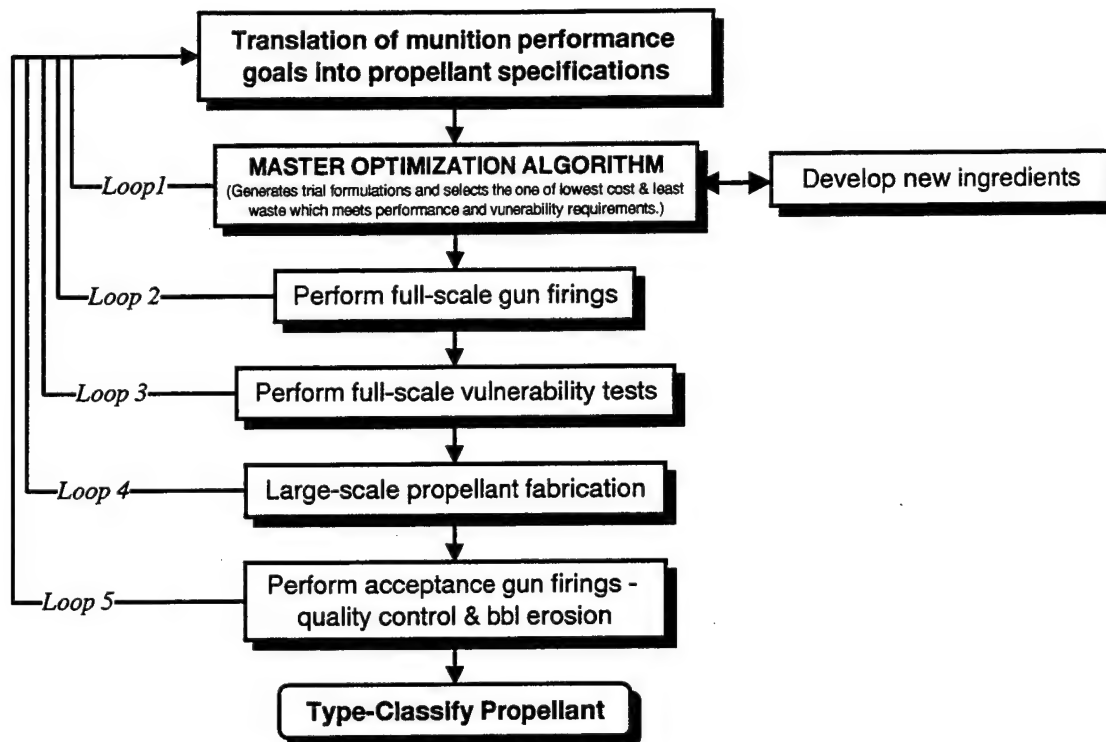 Translation of munition performance
goals into propellant specifications
Loop1
MASTER OPTIMIZATION ALGORITHM
(Generates trial formulations and selects the one of lowest cost & least
waste which meets performance and vunerability requirements.)
Develop new ingredients
Loop 2
Perform full-scale gun firings
Loop 3
Perform full-scale vulnerability tests
Loop 4
Large-scale propellant fabrication
Loop 5
Perform acceptance gun firings -
quality control & bbl erosion
Type-Classify Propellant